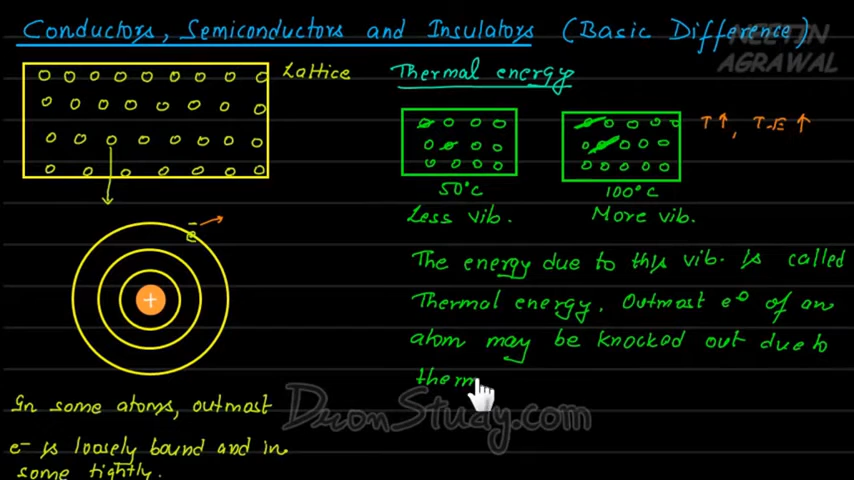 Conductors, Semiconductors and Insulators (Basic Difference)
NEETIN
AGRAWAL
Lattice
Thermal energy
T↑, T.E↑
50°C
100°C
Less vib.
More vib.
The energy due to this vib. is called
Thermal energy. Outmost e⁻ of an
atom may be knocked out due to
therm
+
e
In some atoms, outmost
e⁻ is loosely bound and in
some tightly.
DronStudy.com